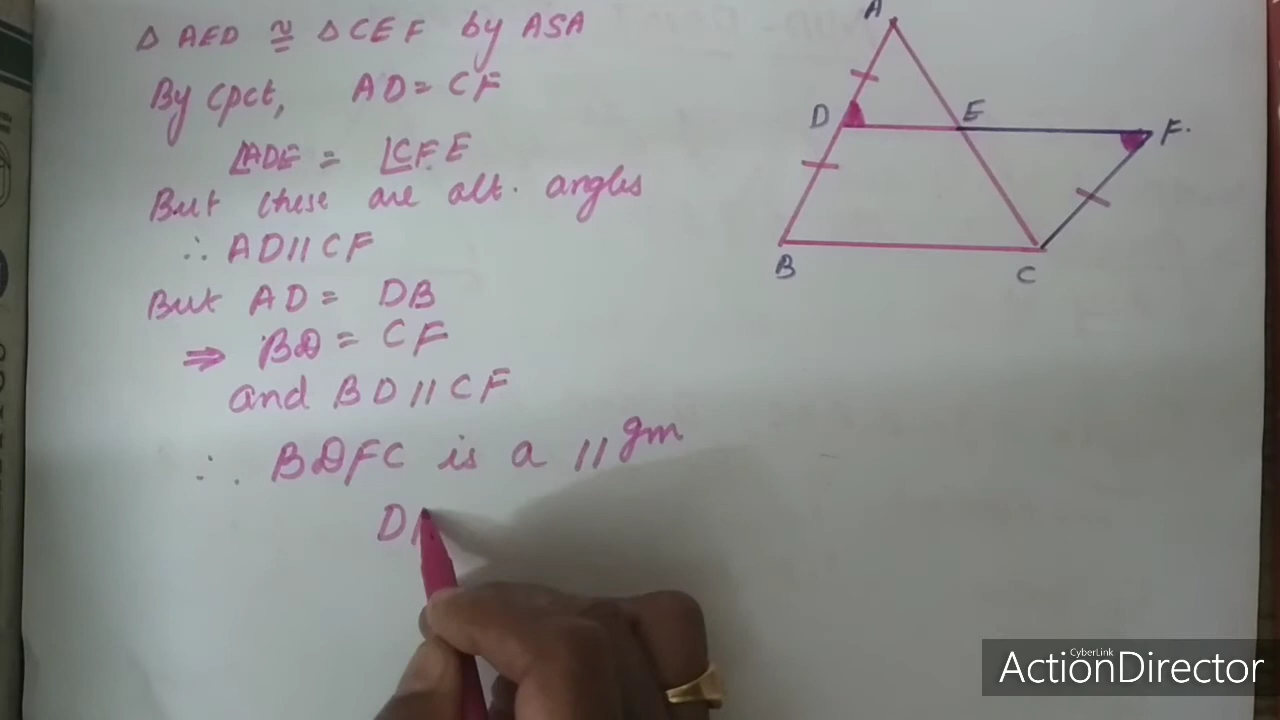 △ AED ≅ △ CEF by ASA
By cpct, AD = CF
∠ADE = ∠CFE
But these are alt. angles
∴ AD // CF
But AD = DB
⇒ BD = CF
and BD // CF
∴ BDFC is a //gm
D
A
D
E
F.
B
C
CyberLink
ActionDirector